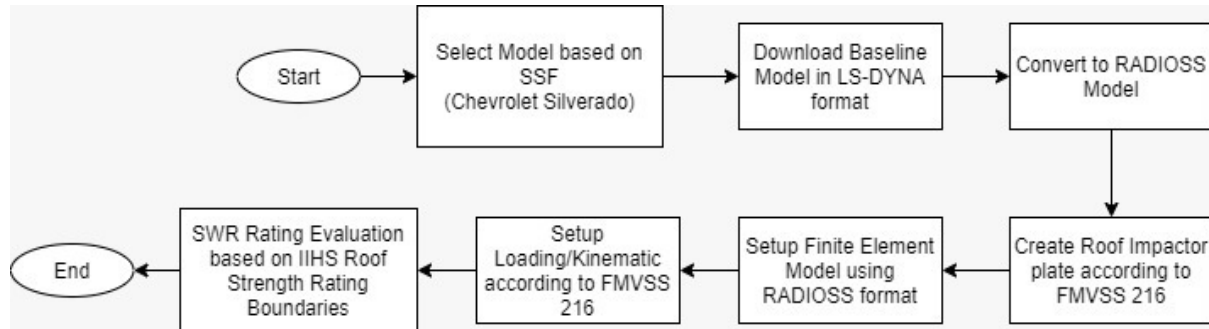 Start
Select Model based on
SSF
(Chevrolet Silverado)
Download Baseline
Model in LS-DYNA
format
Convert to RADIOSS
Model
Create Roof Impactor
plate according to
FMVSS 216
Setup Finite Element
Model using
RADIOSS format
Setup
Loading/Kinematic
according to FMVSS
216
SWR Rating Evaluation
based on IIHS Roof
Strength Rating
Boundaries
End